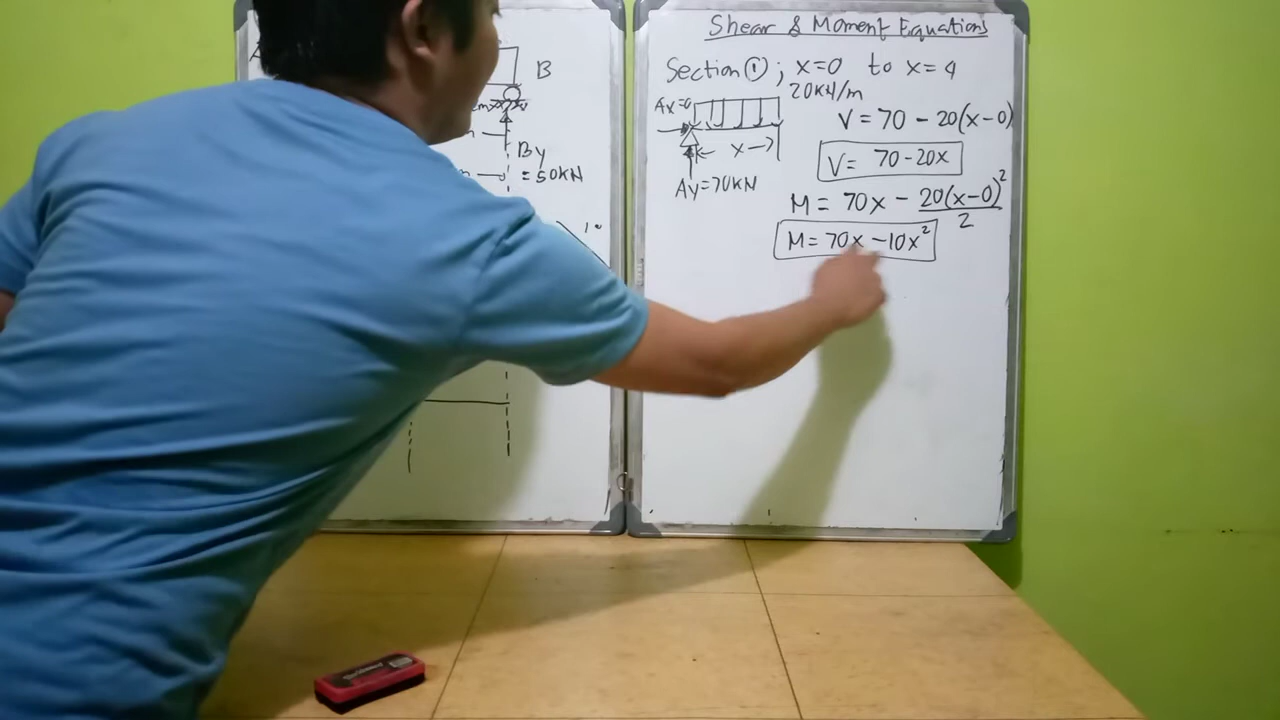 B
By
= 50KN
Shear & Moment Equations
Section ①; x=0 to x=4
20KN/m
Ax=0
x
Ay=70KN
V = 70 - 20(x-0)
V = 70-20x
M = 70x - 20(x-0)²
2
M = 70x -10x²